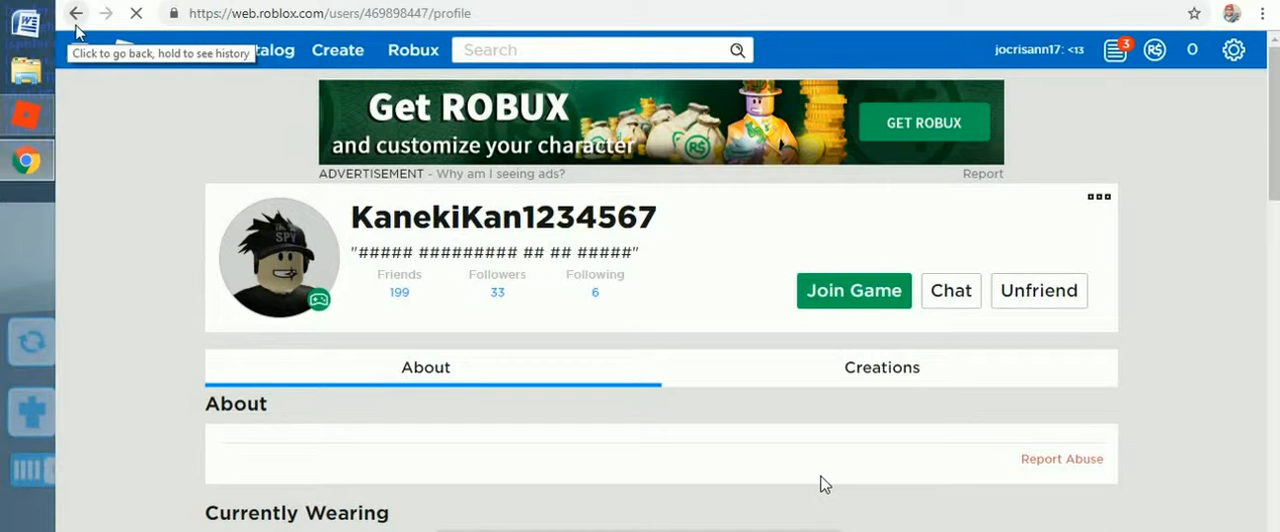 https://web.roblox.com/users/469898447/profile
Click to go back, hold to see history
Create Robux Search jocrisann17: <13 3 0
Get ROBUX
and customize your character
GET ROBUX
ADVERTISEMENT - Why am I seeing ads? Report
SPY
KanekiKan1234567
"##### ######### ## ## #####"
Friends Followers Following
199 33 6
Join Game Chat Unfriend
About Creations
About
Report Abuse
Currently Wearing